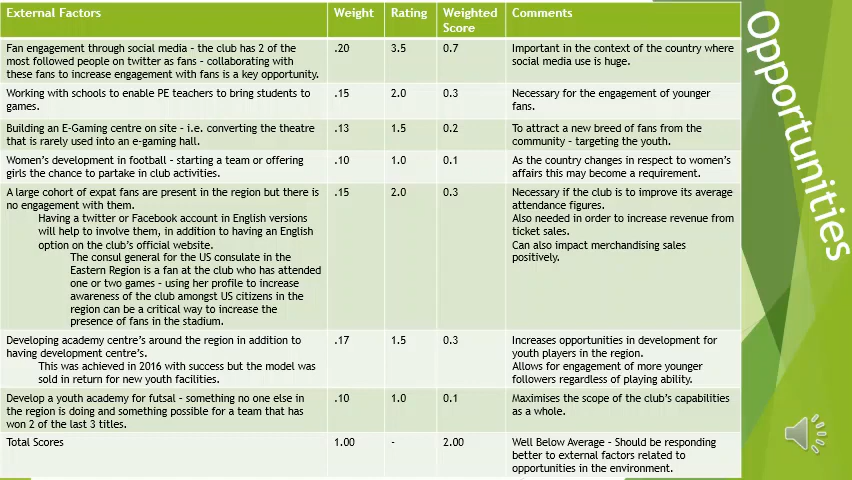 External Factors Weight Rating Weighted Score Comments
Fan engagement through social media – the club has 2 of the
most followed people on twitter as fans – collaborating with
these fans to increase engagement with fans is a key opportunity.
.20 3.5 0.7
Important in the context of the country where
social media use is huge.
Working with schools to enable PE teachers to bring students to
games.
.15 2.0 0.3
Necessary for the engagement of younger
fans.
Building an E-Gaming centre on site – i.e. converting the theatre
that is rarely used into an e-gaming hall.
.13 1.5 0.2
To attract a new breed of fans from the
community – targeting the youth.
Women's development in football – starting a team or offering
girls the chance to partake in club activities.
.10 1.0 0.1
As the country changes in respect to women's
affairs this may become a requirement.
A large cohort of expat fans are present in the region but there is
no engagement with them.
Having a twitter or Facebook account in English versions
will help to involve them, in addition to having an English
option on the club's official website.
The consul general for the US consulate in the
Eastern Region is a fan at the club who has attended
one or two games – using her profile to increase
awareness of the club amongst US citizens in the
region can be a critical way to increase the
presence of fans in the stadium.
.15 2.0 0.3
Necessary if the club is to improve its average
attendance figures.
Also needed in order to increase revenue from
ticket sales.
Can also impact merchandising sales
positively.
Developing academy centre's around the region in addition to
having development centre's.
This was achieved in 2016 with success but the model was
sold in return for new youth facilities.
.17 1.5 0.3
Increases opportunities in development for
youth players in the region.
Allows for engagement of more younger
followers regardless of playing ability.
Develop a youth academy for futsal – something no one else in
the region is doing and something possible for a team that has
won 2 of the last 3 titles.
.10 1.0 0.1
Maximises the scope of the club's capabilities
as a whole.
Total Scores 1.00 - 2.00
Well Below Average – Should be responding
better to external factors related to
opportunities in the environment.
Opportunities